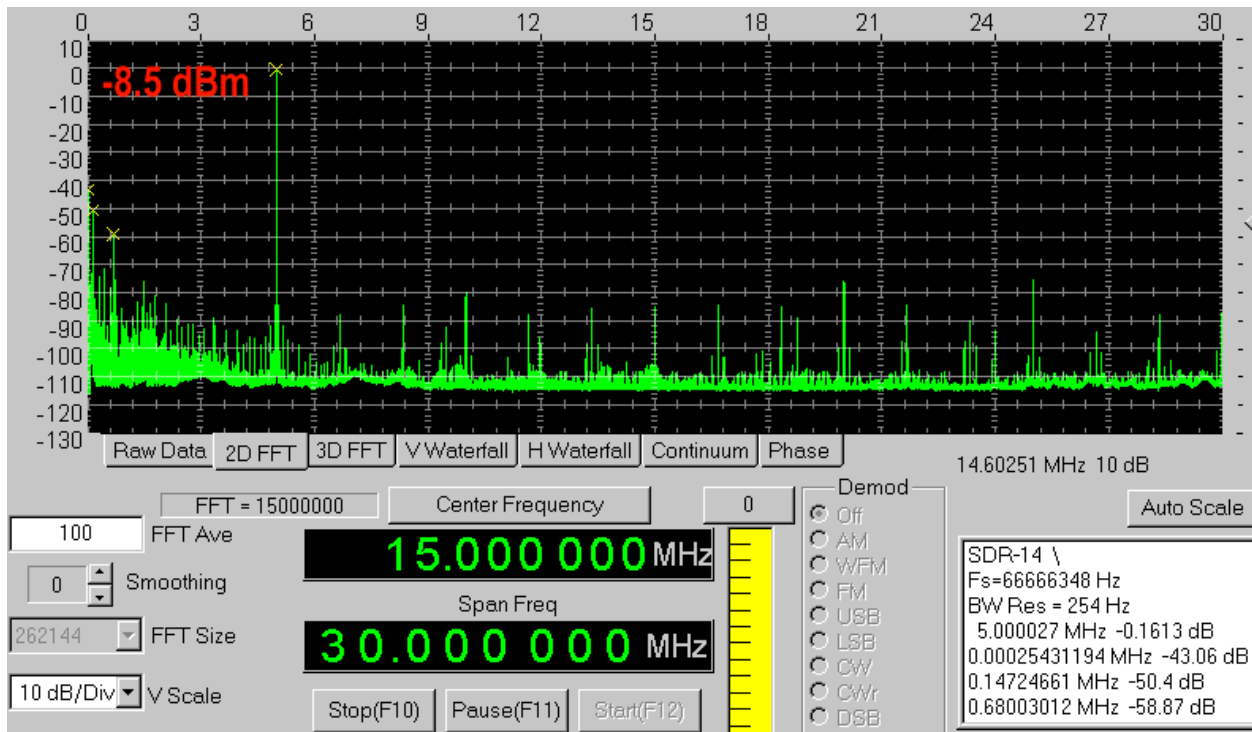 0 3 6 9 12 15 18 21 24 27 30
10
0
-8.5 dBm
-10
-20
-30
-40
-50
-60
-70
-80
-90
-100
-110
-120
-130
Raw Data 2D FFT 3D FFT V Waterfall H Waterfall Continuum Phase
14.60251 MHz 10 dB
FFT = 15000000
Center Frequency
0
Demod
Auto Scale
100 FFT Ave
15.000 000 MHz
Off
AM
WFM
FM
USB
LSB
CW
CWr
DSB
0 Smoothing
Span Freq
262144 FFT Size
30.000 000 MHz
10 dB/Div V Scale
Stop(F10) Pause(F11) Start(F12)
SDR-14 \
Fs=66666348 Hz
BW Res = 254 Hz
5.000027 MHz -0.1613 dB
0.00025431194 MHz -43.06 dB
0.14724661 MHz -50.4 dB
0.68003012 MHz -58.87 dB